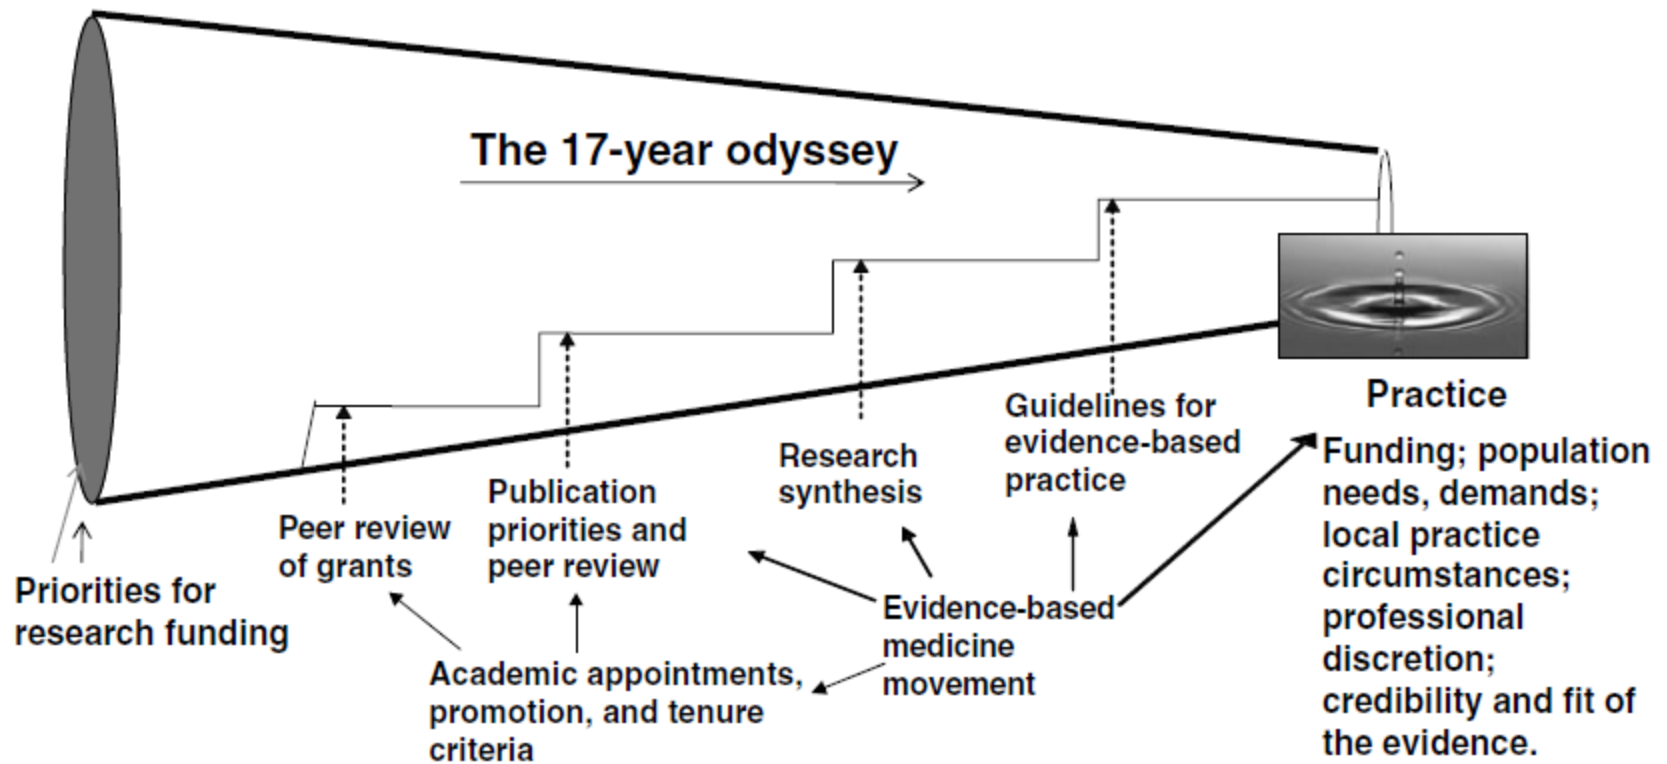 The 17-year odyssey
Practice
Guidelines for
evidence-based
practice
Research
synthesis
Publication
priorities and
peer review
Peer review
of grants
Priorities for
research funding
Academic appointments,
promotion, and tenure
criteria
Evidence-based
medicine
movement
Funding; population
needs, demands;
local practice
circumstances;
professional
discretion;
credibility and fit of
the evidence.